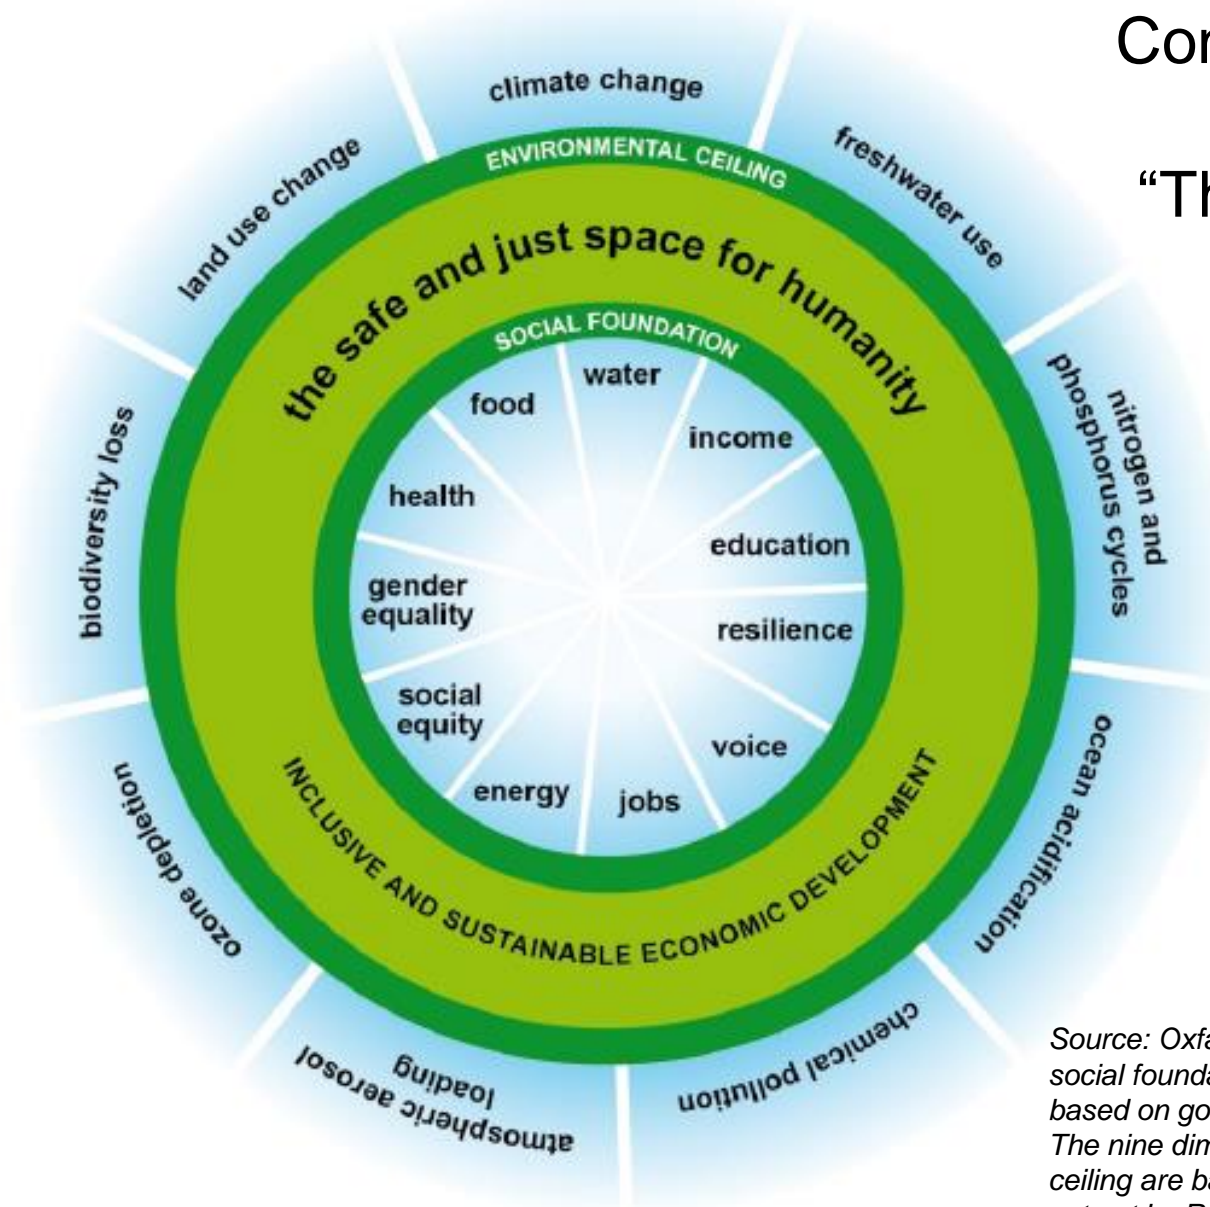 climate change
freshwater use
nitrogen and
phosphorus cycles
ocean acidification
chemical pollution
atmospheric aerosol
loading
ozone depletion
biodiversity loss
land use change
ENVIRONMENTAL CEILING
the safe and just space for humanity
SOCIAL FOUNDATION
water
income
education
resilience
voice
jobs
energy
social
equity
gender
equality
health
food
INCLUSIVE AND SUSTAINABLE ECONOMIC DEVELOPMENT
Source:
social
based on
The nine
ceiling are